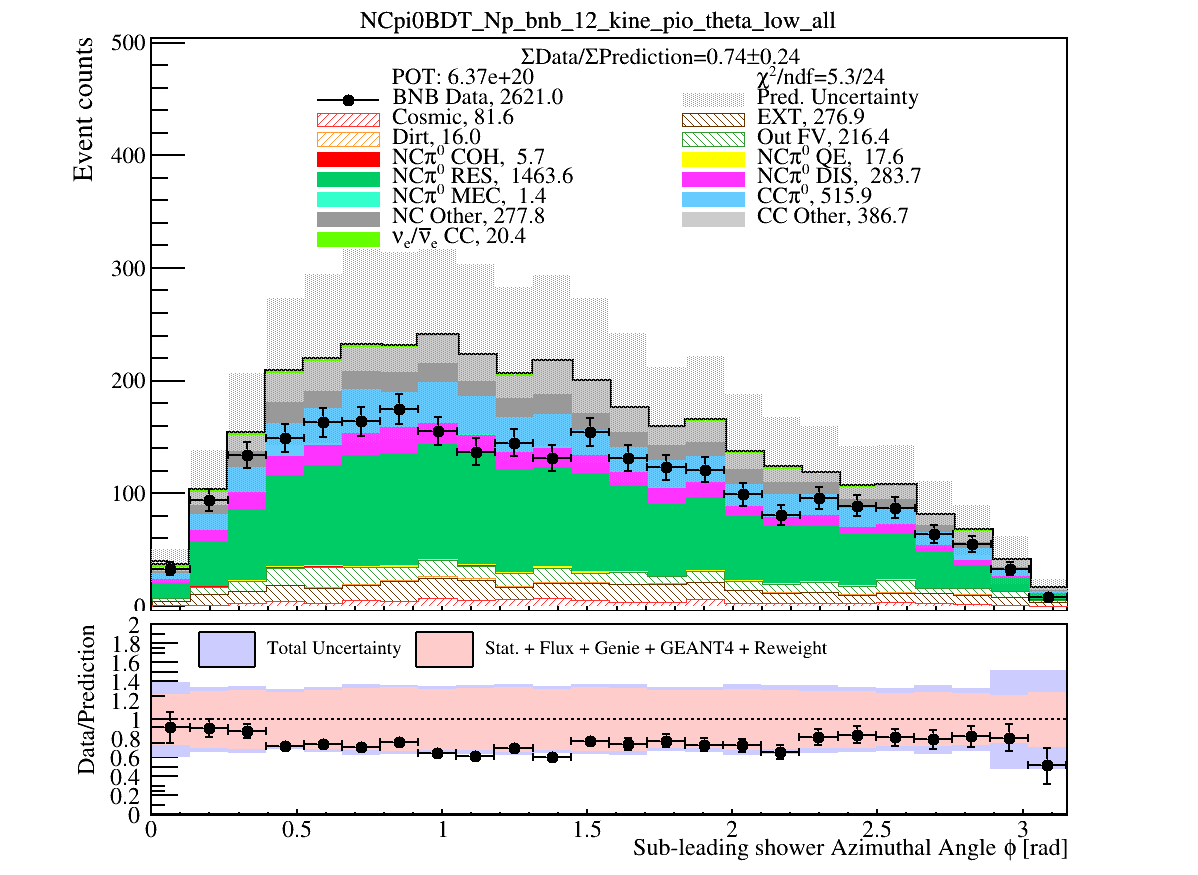 NCpi0BDT_Np_bnb_12_kine_pio_theta_low_all
ΣData/ΣPrediction=0.74±0.24
POT: 6.37e+20
χ²/ndf=5.3/24
BNB Data, 2621.0
Pred. Uncertainty
Cosmic, 81.6
EXT, 276.9
Dirt, 16.0
Out FV, 216.4
NCπ⁰ COH, 5.7
NCπ⁰ QE, 17.6
NCπ⁰ RES, 1463.6
NCπ⁰ DIS, 283.7
NCπ⁰ MEC, 1.4
CCπ⁰, 515.9
NC Other, 277.8
CC Other, 386.7
νₑ/ν̅ₑ CC, 20.4
Event counts
500
400
300
200
100
0
Total Uncertainty
Stat. + Flux + Genie + GEANT4 + Reweight
Data/Prediction
2
1.8
1.6
1.4
1.2
1
0.8
0.6
0.4
0.2
0
0 0.5 1 1.5 2 2.5 3
Sub-leading shower Azimuthal Angle ϕ [rad]